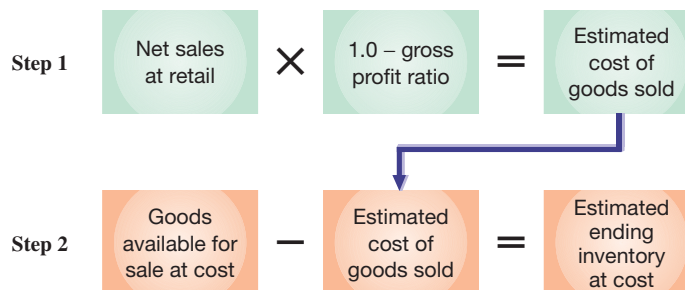 Step 1
Net sales
at retail
×
1.0 – gross
profit ratio
=
Estimated
cost of
goods sold
Step 2
Goods
available for
sale at cost
–
Estimated
cost of
goods sold
=
Estimated
ending
inventory
at cost